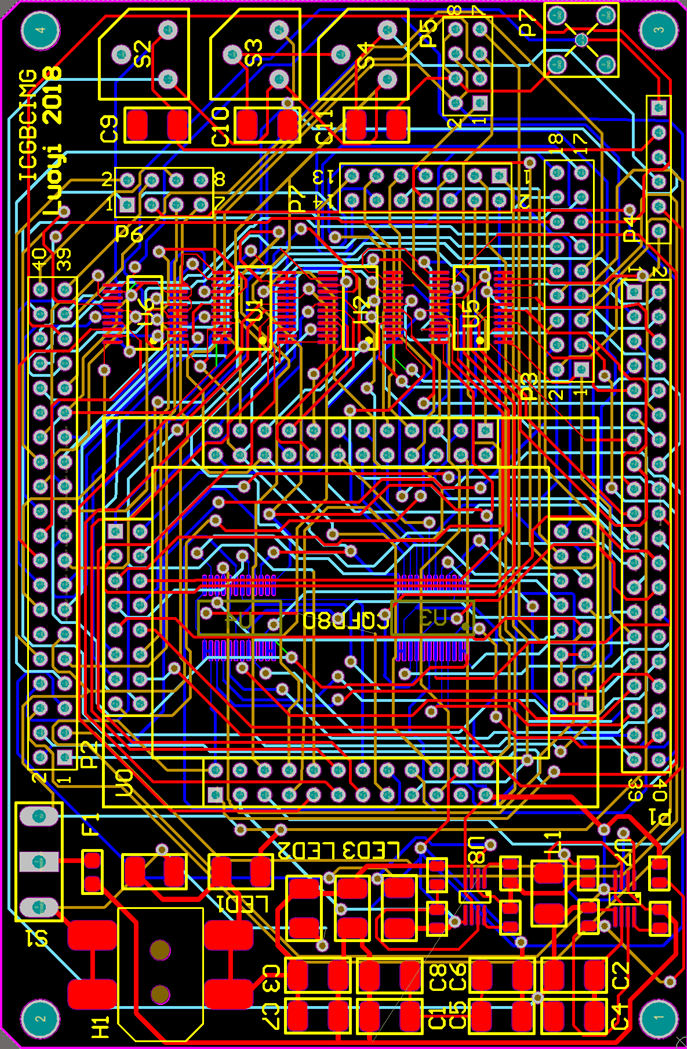 4
3
S2
S3
S4
P5
8
7
2
1
P7
ICGBCIMG
Luoyi 2018
C9
C10
C11
2
8
1
7
P6
13
14
1
2
18
17
P4
40
39
U6
U1
U2
U5
P3
2
1
1
2
CQFP80
U3
2
1
P2
U0
39
40
P1
F1
LED3
LED2
LED1
U8
L1
U7
S1
H1
C3
C7
C8
C1
C6
C5
C2
C4
2
1